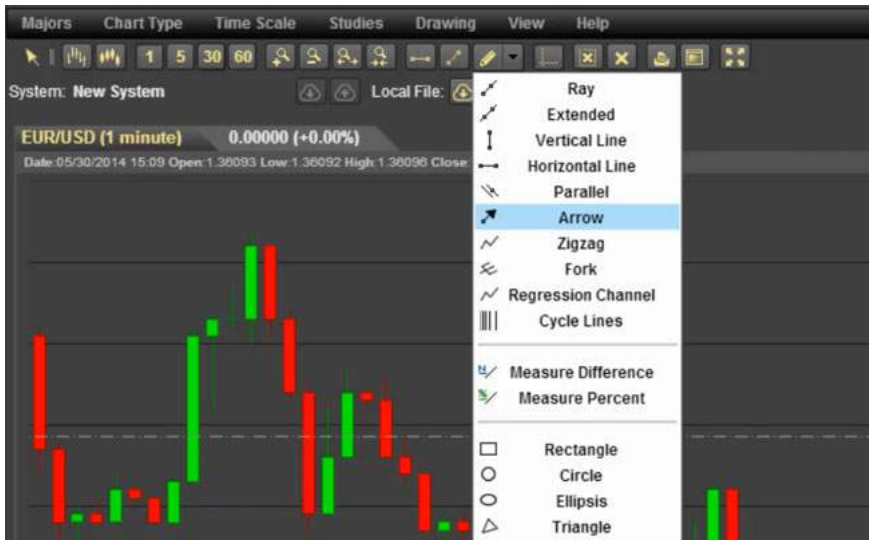 Majors Chart Type Time Scale Studies Drawing View Help
1 5 30 60
System: New System Local File:
EUR/USD (1 minute) 0.00000 (+0.00%)
Date:05/30/2014 15:09 Open:1.36093 Low:1.36092 High:1.36096 Close:
Ray
Extended
Vertical Line
Horizontal Line
Parallel
Arrow
Zigzag
Fork
Regression Channel
Cycle Lines
Measure Difference
Measure Percent
Rectangle
Circle
Ellipsis
Triangle